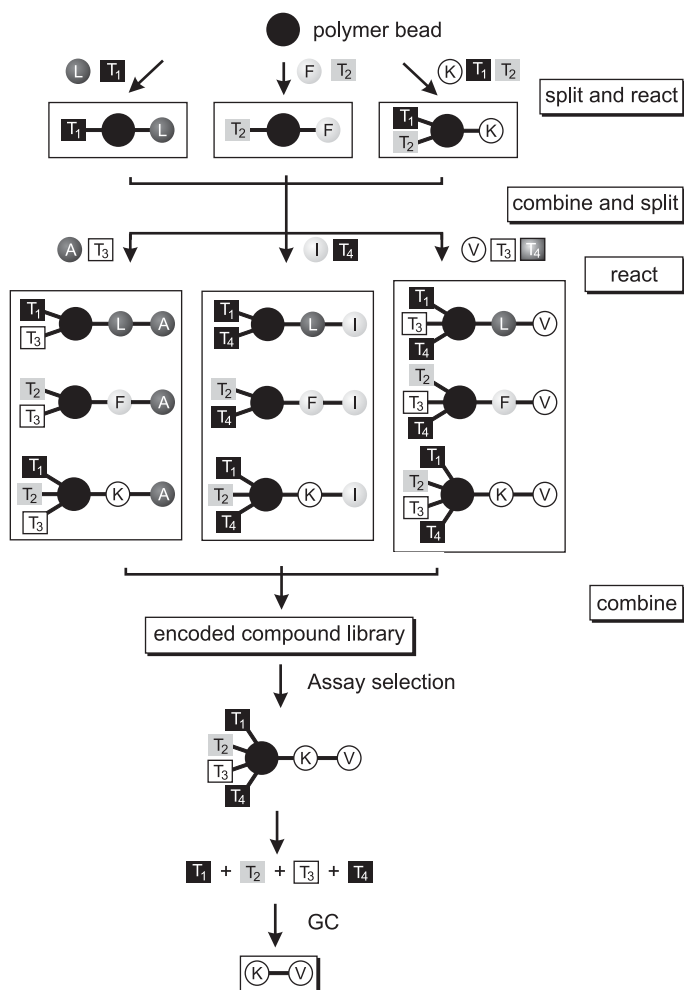 polymer bead
L T₁ F T₂ K T₁ T₂
split and react
T₁ L T₂ F T₁ T₂ K
combine and split
A T₃ I T₄ V T₃ T₄
react
T₁ T₃ L A T₁ T₄ L I T₁ T₃ T₄ L V
T₂ T₃ F A T₂ T₄ F I T₂ T₃ T₄ F V
T₁ T₂ T₃ K A T₁ T₂ T₄ K I T₁ T₂ T₃ T₄ K V
combine
encoded compound library
Assay selection
T₁ T₂ T₃ T₄ K V
T₁ + T₂ + T₃ + T₄
GC
K V